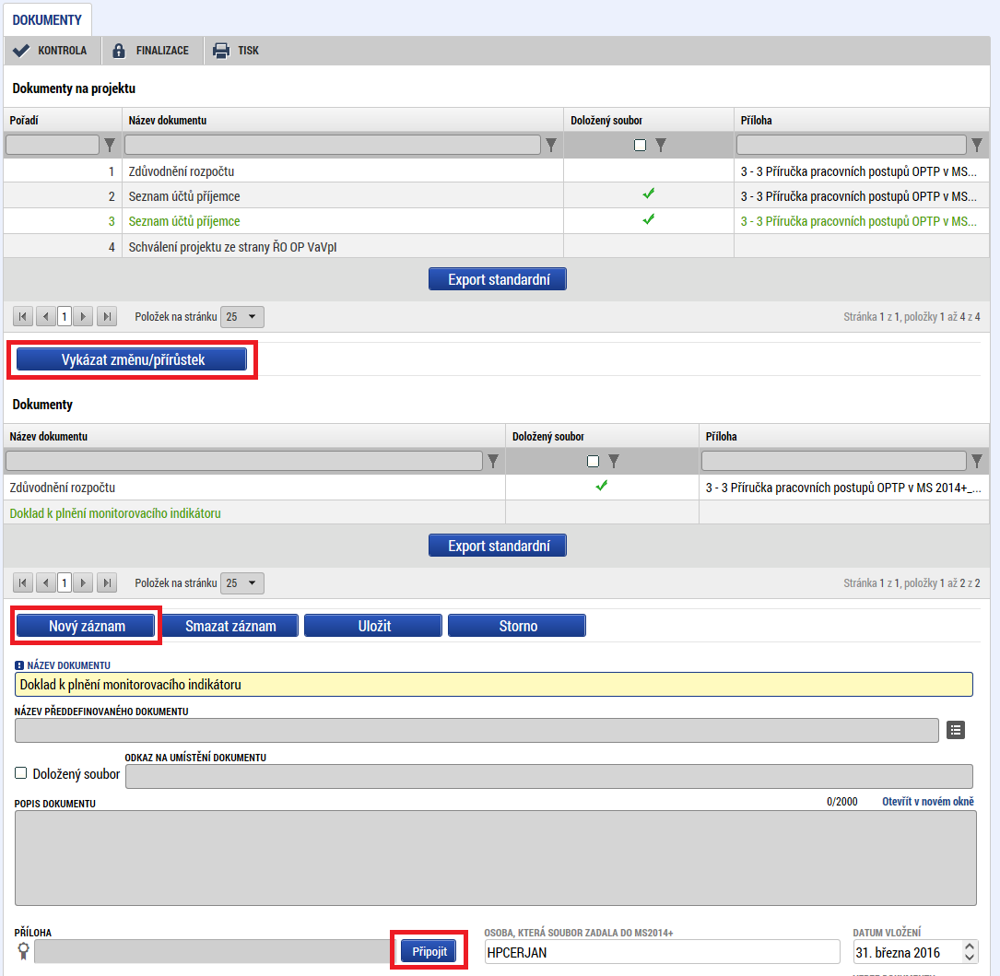 DOKUMENTY
KONTROLA FINALIZACE TISK
Dokumenty na projektu
Pořadí Název dokumentu Doložený soubor Příloha
1 Zdůvodnění rozpočtu 3 - 3 Příručka pracovních postupů OPTP v MS...
2 Seznam účtů příjemce 3 - 3 Příručka pracovních postupů OPTP v MS...
3 Seznam účtů příjemce 3 - 3 Příručka pracovních postupů OPTP v MS...
4 Schválení projektu ze strany ŘO OP VaVpI
Export standardní
1 Položek na stránku 25 Stránka 1 z 1, položky 1 až 4 z 4
Vykázat změnu/přírůstek
Dokumenty
Název dokumentu Doložený soubor Příloha
Zdůvodnění rozpočtu 3 - 3 Příručka pracovních postupů OPTP v MS 2014+_...
Doklad k plnění monitorovacího indikátoru
Export standardní
1 Položek na stránku 25 Stránka 1 z 1, položky 1 až 2 z 2
Nový záznam Smazat záznam Uložit Storno
NÁZEV DOKUMENTU
Doklad k plnění monitorovacího indikátoru
NÁZEV PŘEDDEFINOVANÉHO DOKUMENTU
ODKAZ NA UMÍSTĚNÍ DOKUMENTU
Doložený soubor
POPIS DOKUMENTU 0/2000 Otevřít v novém okně
PŘÍLOHA OSOBA, KTERÁ SOUBOR ZADALA DO MS2014+ DATUM VLOŽENÍ
Připojit HPCERJAN 31. března 2016